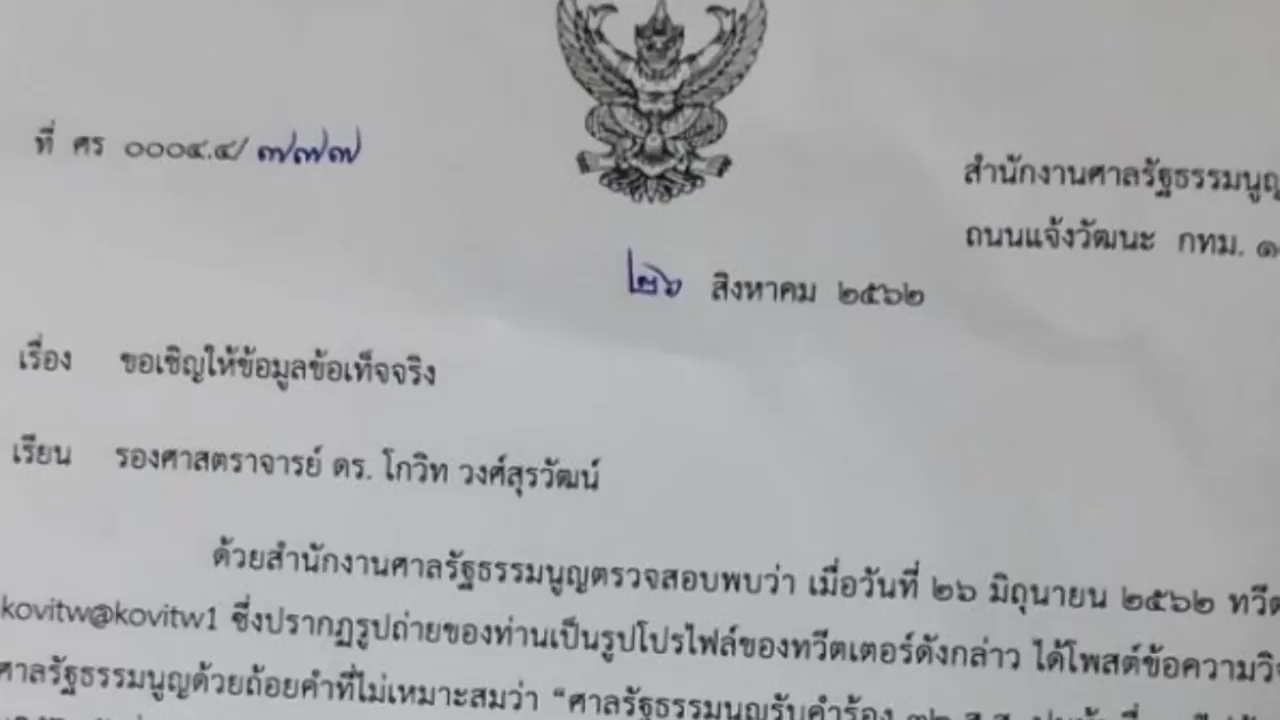 ที่ ศร ๐๐๐๔.๔/ ๗๗๗
สำนักงานศาลรัฐธรรมนูญ
ถนนแจ้งวัฒนะ กทม.
๒๖ สิงหาคม ๒๕๖๒
เรื่อง ขอเชิญให้ข้อมูลข้อเท็จจริง
เรียน รองศาสตราจารย์ ดร. โกวิท วงศ์สุรวัฒน์
ด้วยสำนักงานศาลรัฐธรรมนูญตรวจสอบพบว่า เมื่อวันที่ ๒๖ มิถุนายน ๒๕๖๒
kovitw@kovitw1 ซึ่งปรากฏรูปถ่ายของท่านเป็นรูปโปรไฟล์ของทวีตเตอร์ดังกล่าว ได้โพสต์ข้อความ
ศาลรัฐธรรมนูญด้วยถ้อยคำที่ไม่เหมาะสมว่า “ศาลรัฐธรรมนูญรับคำร้อง ๓๒ ส.ส.